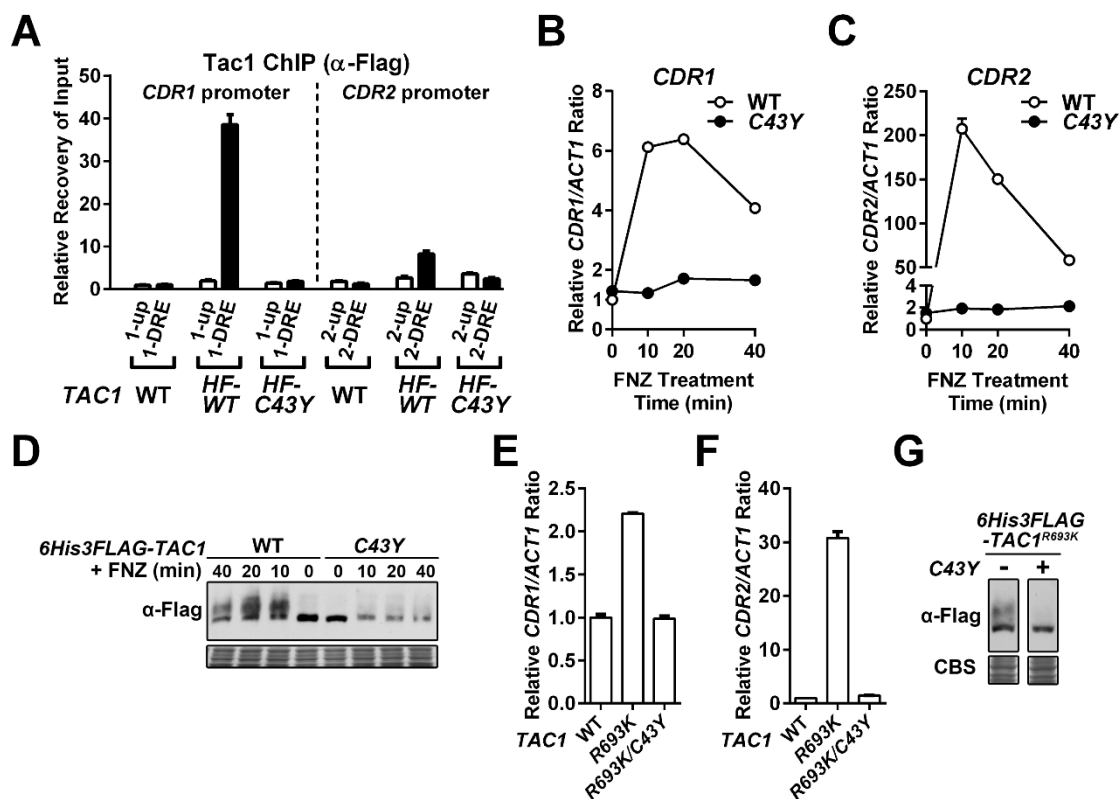 A
Tac1 ChIP (α-Flag)
CDR1 promoter
CDR2 promoter
Relative Recovery of Input
50
40
30
20
10
0
1-up
1-DRE
1-up
1-DRE
1-up
1-DRE
2-up
2-DRE
2-up
2-DRE
2-up
2-DRE
TAC1 WT HF-WT HF-C43Y WT HF-WT HF-C43Y
B
CDR1
WT
C43Y
Relative CDR1/ACT1 Ratio
8
6
4
2
1
0
0 10 20 40
FNZ Treatment
Time (min)
C
CDR2
WT
C43Y
Relative CDR2/ACT1 Ratio
250
200
150
100
50
4
2
0
0 10 20 40
FNZ Treatment
Time (min)
D
6His3FLAG-TAC1 WT C43Y
+ FNZ (min) 40 20 10 0 0 10 20 40
α-Flag
E
Relative CDR1/ACT1 Ratio
2.5
2.0
1.5
1.0
0.5
0.0
TAC1 WT R693K R693K/C43Y
F
Relative CDR2/ACT1 Ratio
40
30
20
10
0
TAC1 WT R693K R693K/C43Y
G
6His3FLAG
-TAC1R693K
C43Y - +
α-Flag
CBS